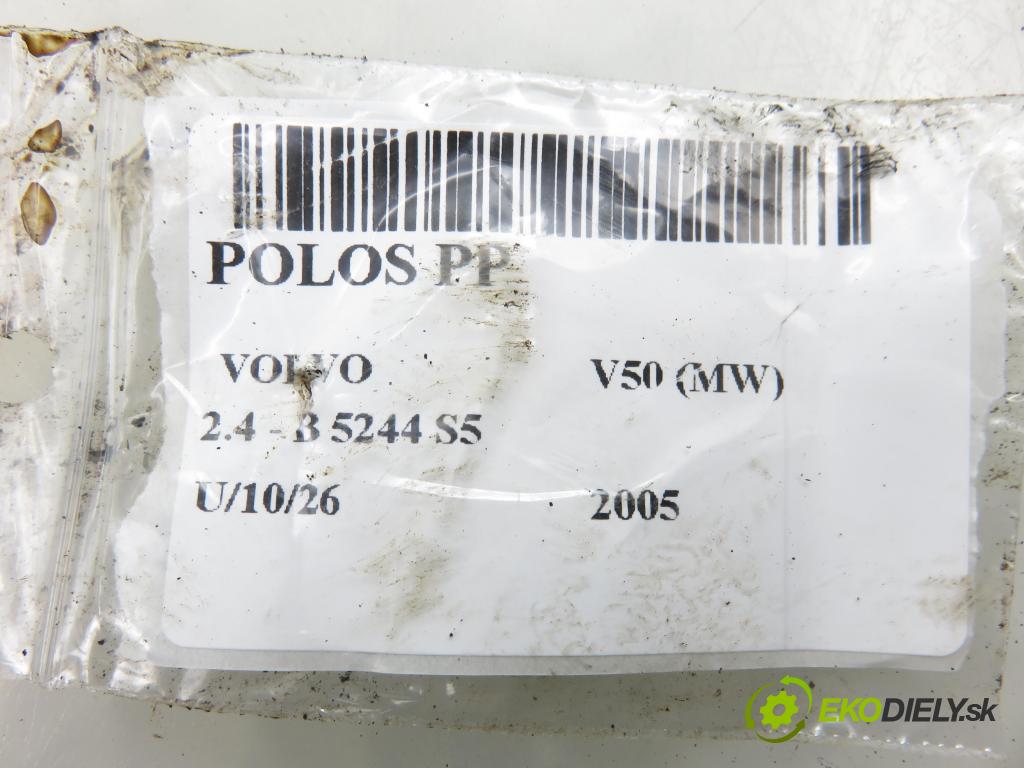 POLOS PP
VOLVO V50 (MW)
2.4 - B 5244 S5
U/10/26 2005
EKODIELY.sk